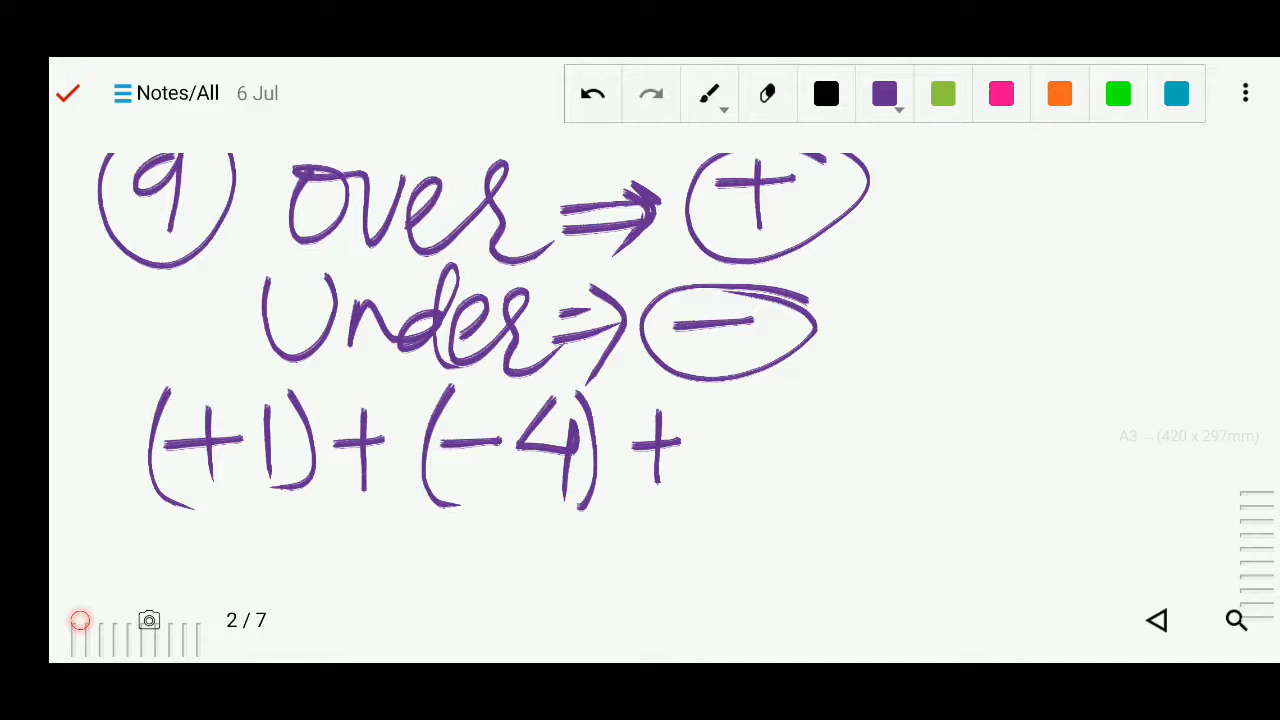 Notes/All 6 Jul
9 Over ⇒ +
Under ⇒ −
(+1) + (−4) +
A3 →(420 x 297mm)
2 / 7